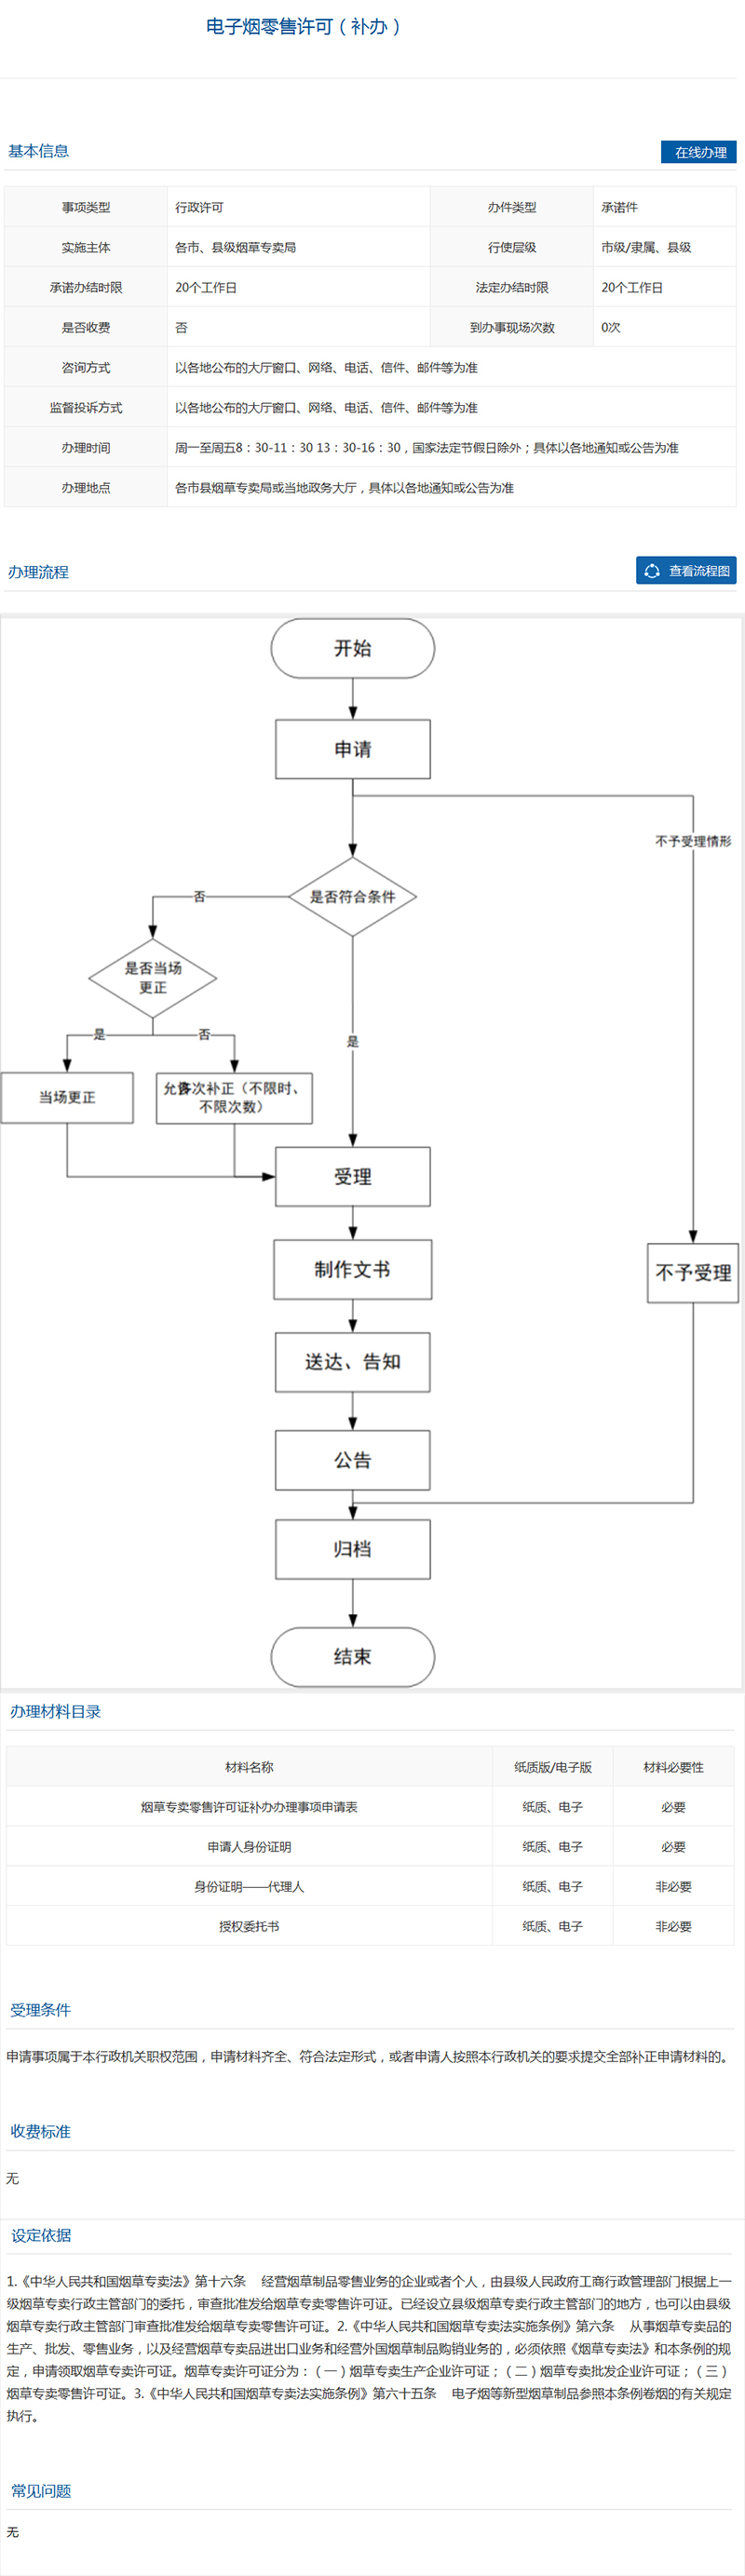 电子烟零售许可（补办）
基本信息
在线办理
事项类型 行政许可 办件类型 承诺件
实施主体 各市、县级烟草专卖局 行使层级 市级/隶属、县级
承诺办结时限 20个工作日 法定办结时限 20个工作日
是否收费 否 到办事现场次数 0次
咨询方式 以各地公布的大厅窗口、网络、电话、信件、邮件等为准
监督投诉方式 以各地公布的大厅窗口、网络、电话、信件、邮件等为准
办理时间 周一至周五8：30-11：30 13：30-16：30，国家法定节假日除外；具体以各地通知或公告为准
办理地点 各市县烟草专卖局或当地政务大厅，具体以各地通知或公告为准
办理流程
查看流程图
开始
申请
不予受理情形
是否符合条件
否
是否当场
更正
是
否
是
当场更正
允许多次补正（不限时、
不限次数）
受理
制作文书
不予受理
送达、告知
公告
归档
结束
办理材料目录
材料名称 纸质版/电子版 材料必要性
烟草专卖零售许可证补办办理事项申请表 纸质、电子 必要
申请人身份证明 纸质、电子 必要
身份证明——代理人 纸质、电子 非必要
授权委托书 纸质、电子 非必要
受理条件
申请事项属于本行政机关职权范围，申请材料齐全、符合法定形式，或者申请人按照本行政机关的要求提交全部补正申请材料的。
收费标准
无
设定依据
1.《中华人民共和国烟草专卖法》第十六条 经营烟草制品零售业务的企业或者个人，由县级人民政府工商行政管理部门根据上一
级烟草专卖行政主管部门的委托，审查批准发给烟草专卖零售许可证。已经设立县级烟草专卖行政主管部门的地方，也可以由县级
烟草专卖行政主管部门审查批准发给烟草专卖零售许可证。2.《中华人民共和国烟草专卖法实施条例》第六条 从事烟草专卖品的
生产、批发、零售业务，以及经营烟草专卖品进出口业务和经营外国烟草制品购销业务的，必须依照《烟草专卖法》和本条例的规
定，申请领取烟草专卖许可证。烟草专卖许可证分为：（一）烟草专卖生产企业许可证；（二）烟草专卖批发企业许可证；（三）
烟草专卖零售许可证。3.《中华人民共和国烟草专卖法实施条例》第六十五条 电子烟等新型烟草制品参照本条例卷烟的有关规定
执行。
常见问题
无